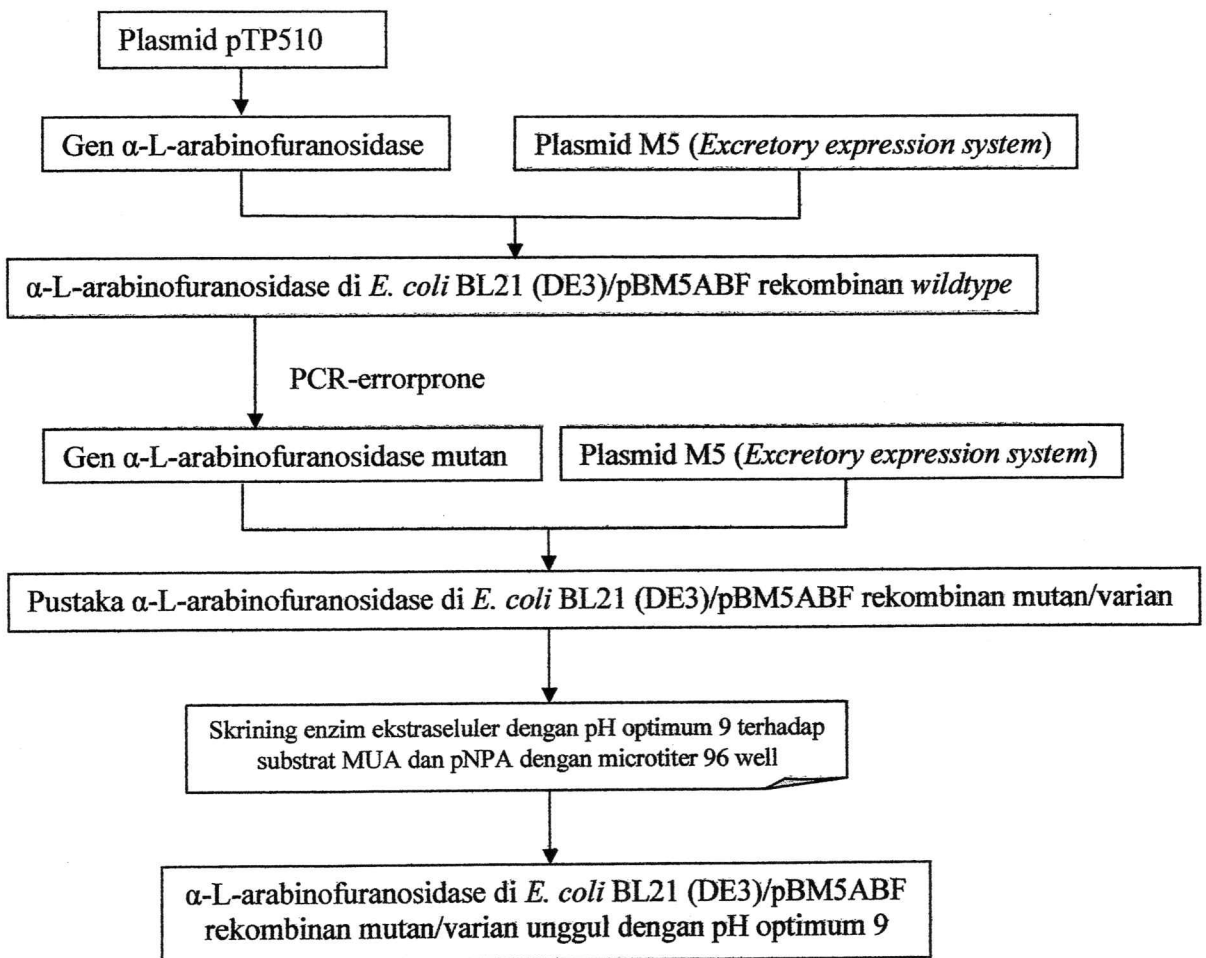 Plasmid pTP510
Gen α-L-arabinofuranosidase
Plasmid M5 (Excretory expression system)
α-L-arabinofuranosidase di E. coli BL21 (DE3)/pBM5ABF rekombinan wildtype
PCR-errorprone
Gen α-L-arabinofuranosidase mutan
Plasmid M5 (Excretory expression system)
Pustaka α-L-arabinofuranosidase di E. coli BL21 (DE3)/pBM5ABF rekombinan mutan/varian
Skrining enzim ekstraseluler dengan pH optimum 9 terhadap
substrat MUA dan pNPA dengan microtiter 96 well
α-L-arabinofuranosidase di E. coli BL21 (DE3)/pBM5ABF
rekombinan mutan/varian unggul dengan pH optimum 9